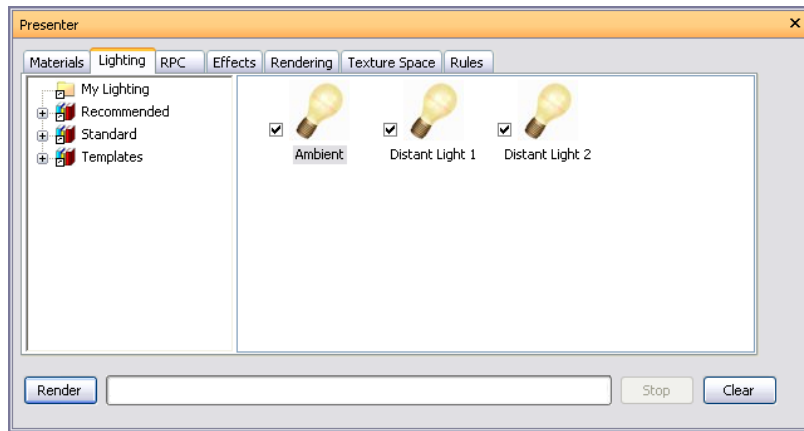 Presenter
Materials Lighting RPC Effects Rendering Texture Space Rules
My Lighting
Recommended
Standard
Templates
Ambient Distant Light 1 Distant Light 2
Render Stop Clear